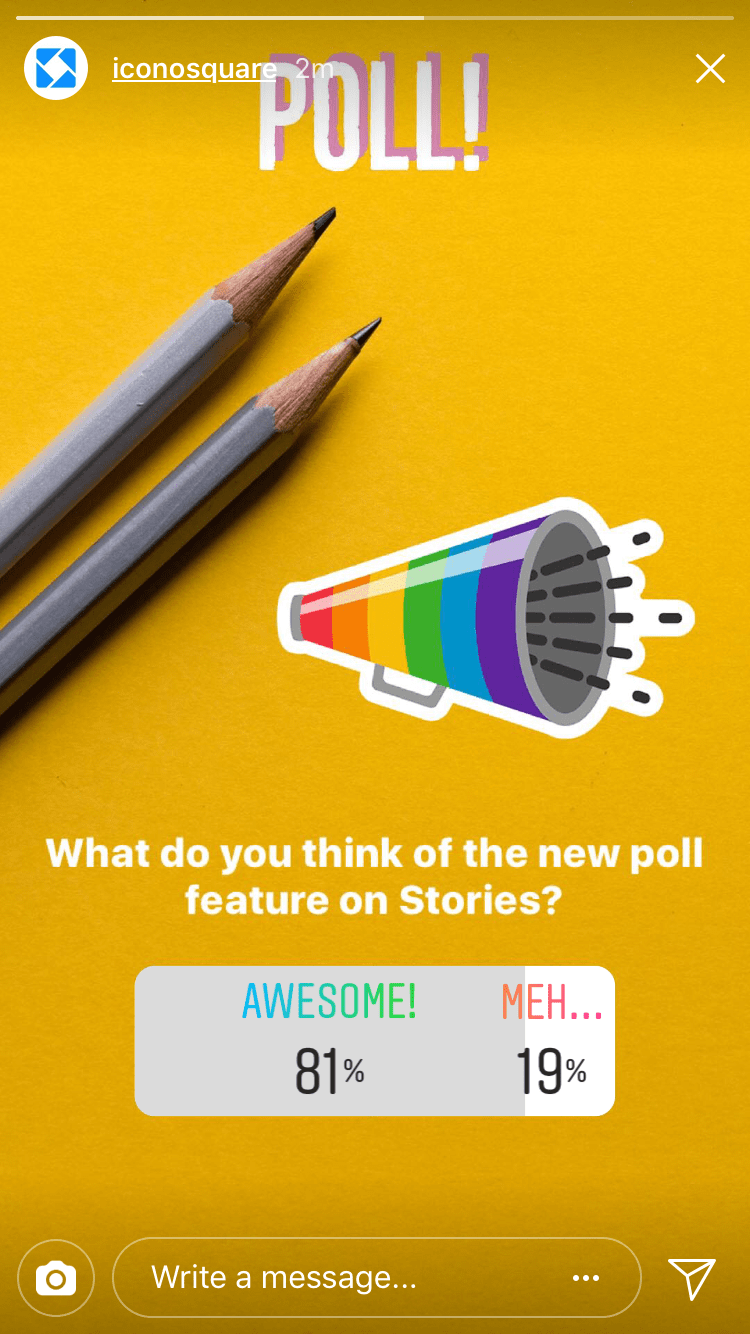 iconosquare 2m
POLL!
What do you think of the new poll
feature on Stories?
AWESOME! MEH...
81% 19%
Write a message...